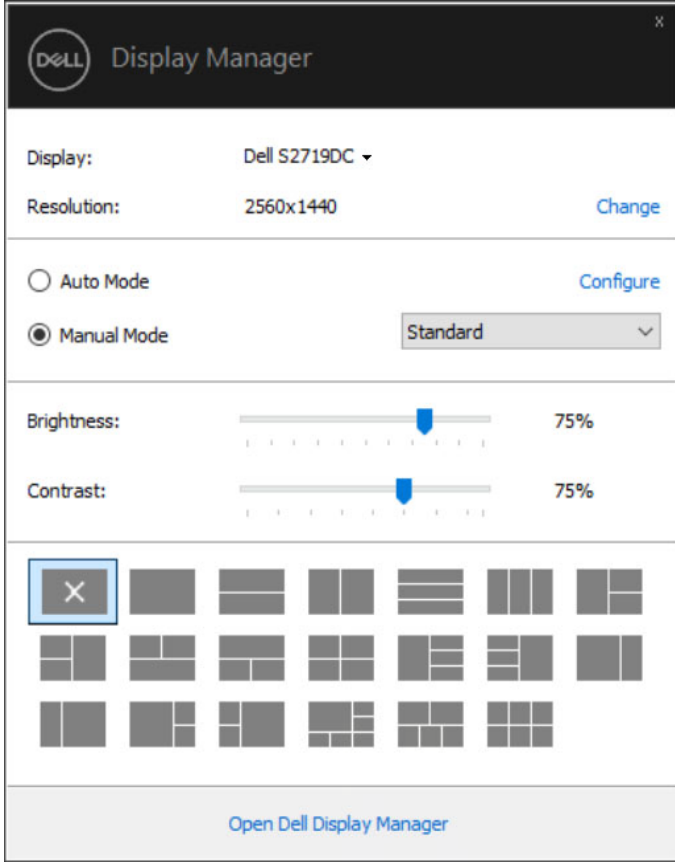 x
DELL Display Manager
Display: Dell S2719DC
Resolution: 2560x1440 Change
Auto Mode Configure
Manual Mode Standard
Brightness: 75%
Contrast: 75%
Open Dell Display Manager